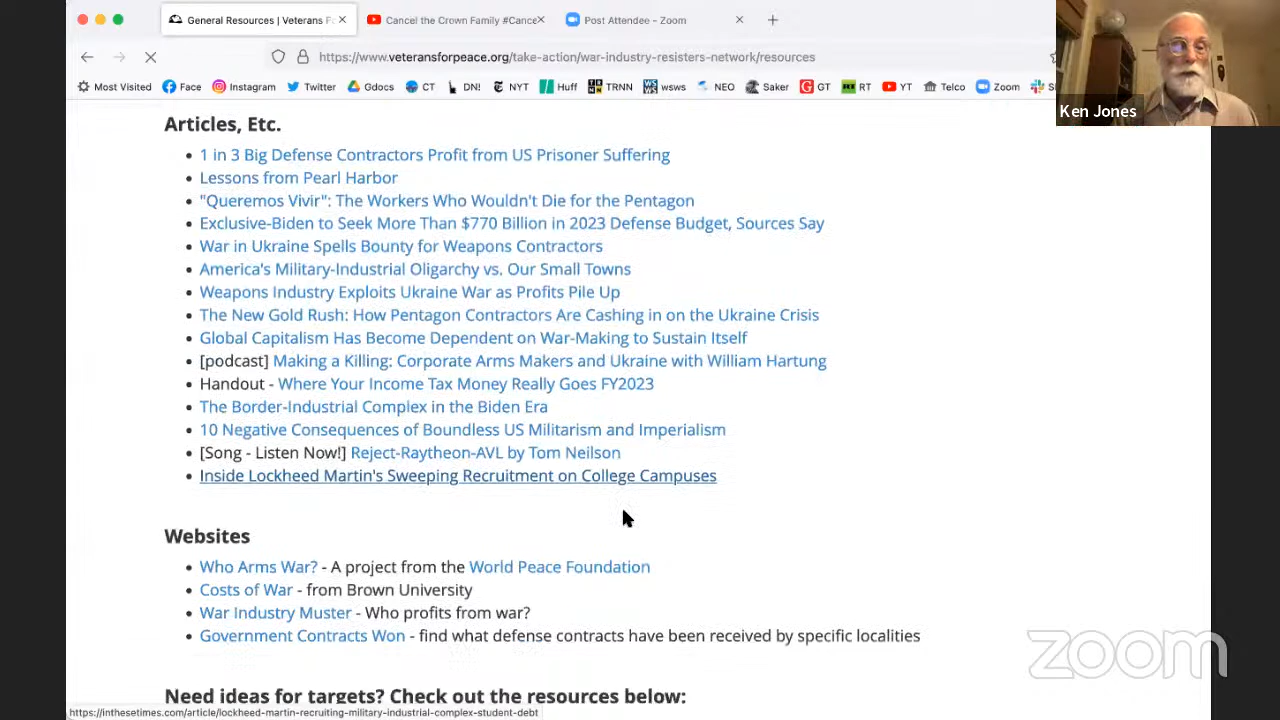 General Resources | Veterans Fo
Cancel the Crown Family #Cance
Post Attendee - Zoom
https://www.veteransforpeace.org/take-action/war-industry-resisters-network/resources
Most Visited Face Instagram Twitter Gdocs CT DN! NYT Huff TRNN wsws NEO Saker GT RT YT Telco Zoom
Ken Jones
Articles, Etc.
1 in 3 Big Defense Contractors Profit from US Prisoner Suffering
Lessons from Pearl Harbor
"Queremos Vivir": The Workers Who Wouldn't Die for the Pentagon
Exclusive-Biden to Seek More Than $770 Billion in 2023 Defense Budget, Sources Say
War in Ukraine Spells Bounty for Weapons Contractors
America's Military-Industrial Oligarchy vs. Our Small Towns
Weapons Industry Exploits Ukraine War as Profits Pile Up
The New Gold Rush: How Pentagon Contractors Are Cashing in on the Ukraine Crisis
Global Capitalism Has Become Dependent on War-Making to Sustain Itself
[podcast] Making a Killing: Corporate Arms Makers and Ukraine with William Hartung
Handout - Where Your Income Tax Money Really Goes FY2023
The Border-Industrial Complex in the Biden Era
10 Negative Consequences of Boundless US Militarism and Imperialism
[Song - Listen Now!] Reject-Raytheon-AVL by Tom Neilson
Inside Lockheed Martin's Sweeping Recruitment on College Campuses
Websites
Who Arms War? - A project from the World Peace Foundation
Costs of War - from Brown University
War Industry Muster - Who profits from war?
Government Contracts Won - find what defense contracts have been received by specific localities
zoom
Need ideas for targets? Check out the resources below:
https://inthesetimes.com/article/lockheed-martin-recruiting-military-industrial-complex-student-debt